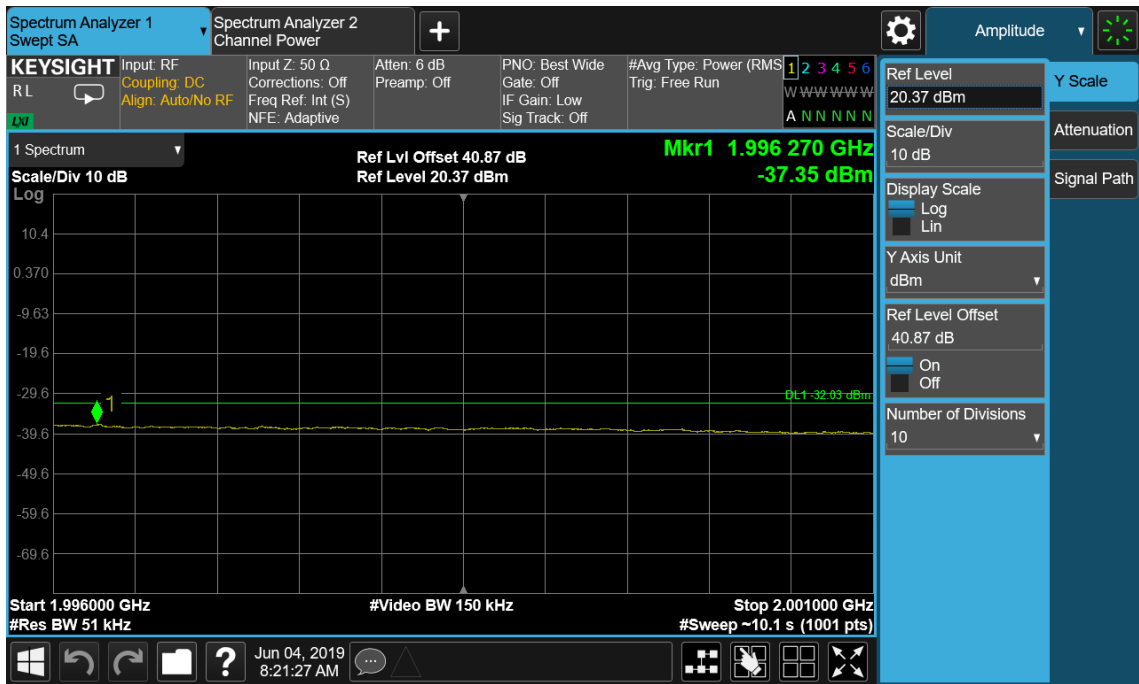 Spectrum Analyzer 1
Swept SA
Spectrum Analyzer 2
Channel Power
Amplitude
KEYSIGHT
R L
LXI
Input: RF
Coupling: DC
Align: Auto/No RF
Input Z: 50 Ω
Corrections: Off
Freq Ref: Int (S)
NFE: Adaptive
Atten: 6 dB
Preamp: Off
PNO: Best Wide
Gate: Off
IF Gain: Low
Sig Track: Off
#Avg Type: Power (RMS
Trig: Free Run
1 2 3 4 5 6
W W W W W W
A N N N N N
1 Spectrum
Scale/Div 10 dB
Ref Lvl Offset 40.87 dB
Ref Level 20.37 dBm
Mkr1 1.996 270 GHz
-37.35 dBm
Log
10.4
0.370
-9.63
-19.6
-29.6
-39.6
-49.6
-59.6
-69.6
DL1 -32.03 dBm
1
Start 1.996000 GHz
#Res BW 51 kHz
#Video BW 150 kHz
Stop 2.001000 GHz
#Sweep ~10.1 s (1001 pts)
Ref Level
20.37 dBm
Scale/Div
10 dB
Display Scale
Log
Lin
Y Axis Unit
dBm
Ref Level Offset
40.87 dB
On
Off
Number of Divisions
10
Y Scale
Attenuation
Signal Path
?
Jun 04, 2019
8:21:27 AM